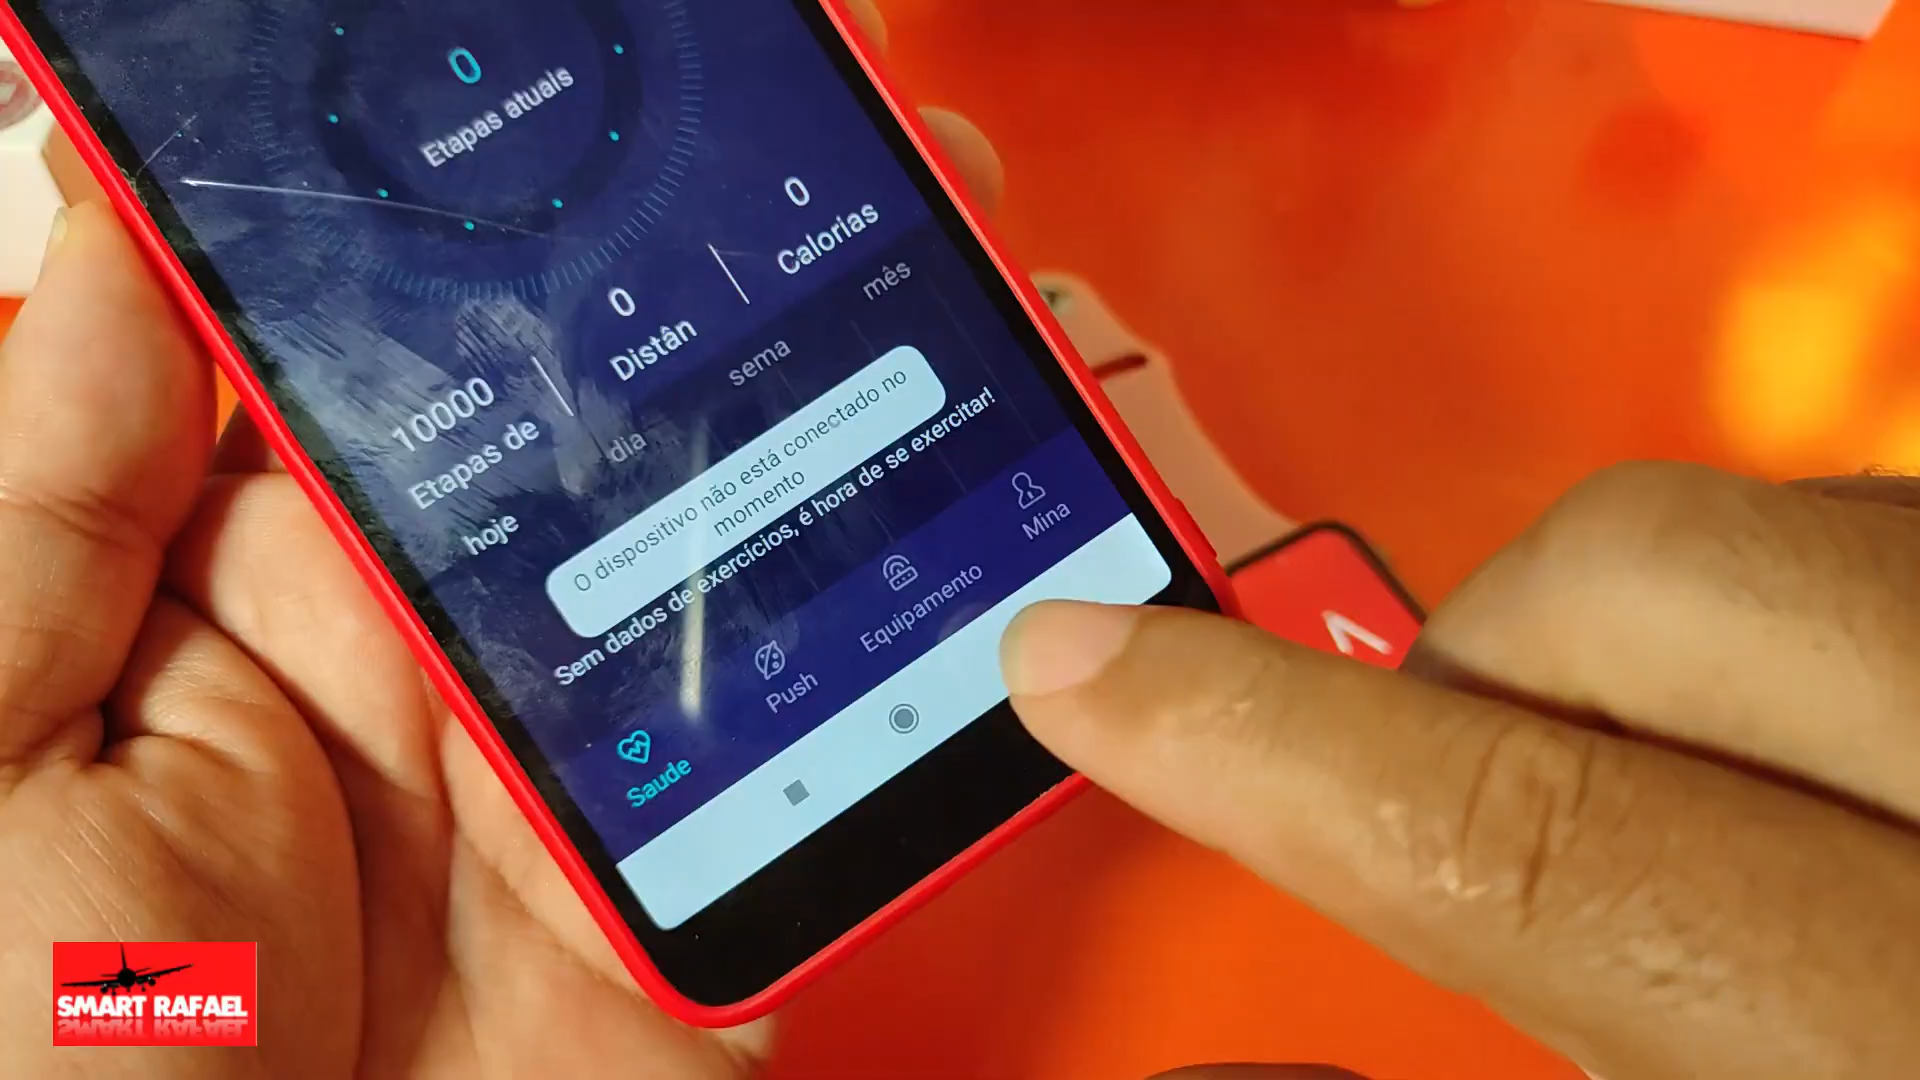 0
Etapas atuais
10000
Etapas de
hoje
0
Distân
0
Calorias
dia
sema
mês
O dispositivo não está conectado no
momento
Sem dados de exercícios, é hora de se exercitar!
Saude
Push
Equipamento
Mina
SMART RAFAEL